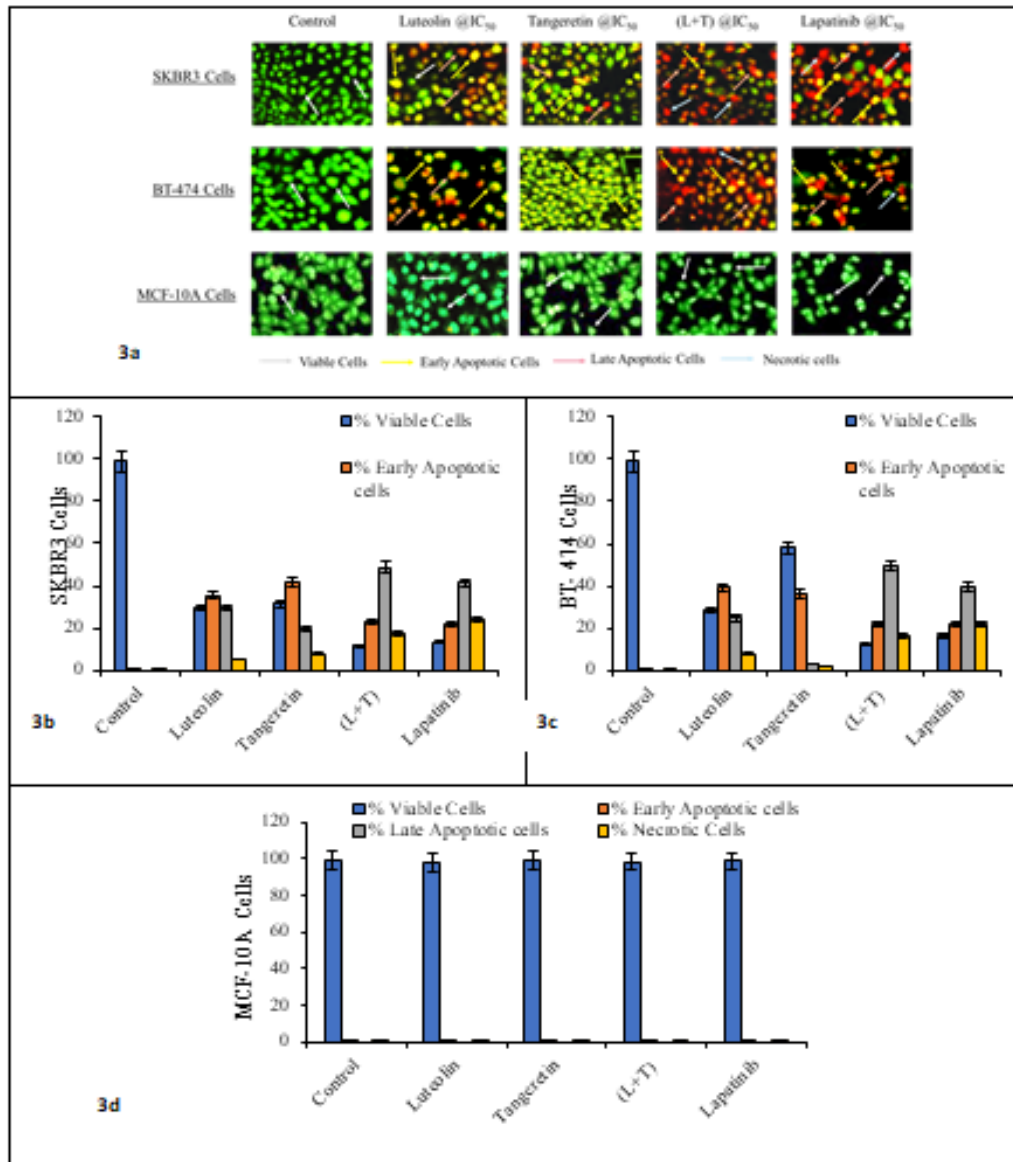 Control Luteolin @IC50 Tangeretin @IC50 (L+T) @IC50 Lapatinib @IC50
SKBR3 Cells
BT-474 Cells
MCF-10A Cells
3a
Viable Cells Early Apoptotic Cells Late Apoptotic Cells Necrotic cells
120
100
80
60
40
20
0
SKBR3 Cells
% Viable Cells
% Early Apoptotic
cells
Control
Luteolin
Tangeretin
(L+T)
Lapatinib
3b
120
100
80
60
40
20
0
BT- 474 Cells
% Viable Cells
% Early Apoptotic
cells
Control
Luteolin
Tangeretin
(L+T)
Lapatinib
3c
% Viable Cells % Early Apoptotic cells
% Late Apoptotic cells % Necrotic Cells
120
100
80
60
40
20
0
MCF-10A Cells
Control
Luteolin
Tangeretin
(L+T)
Lapatinib
3d